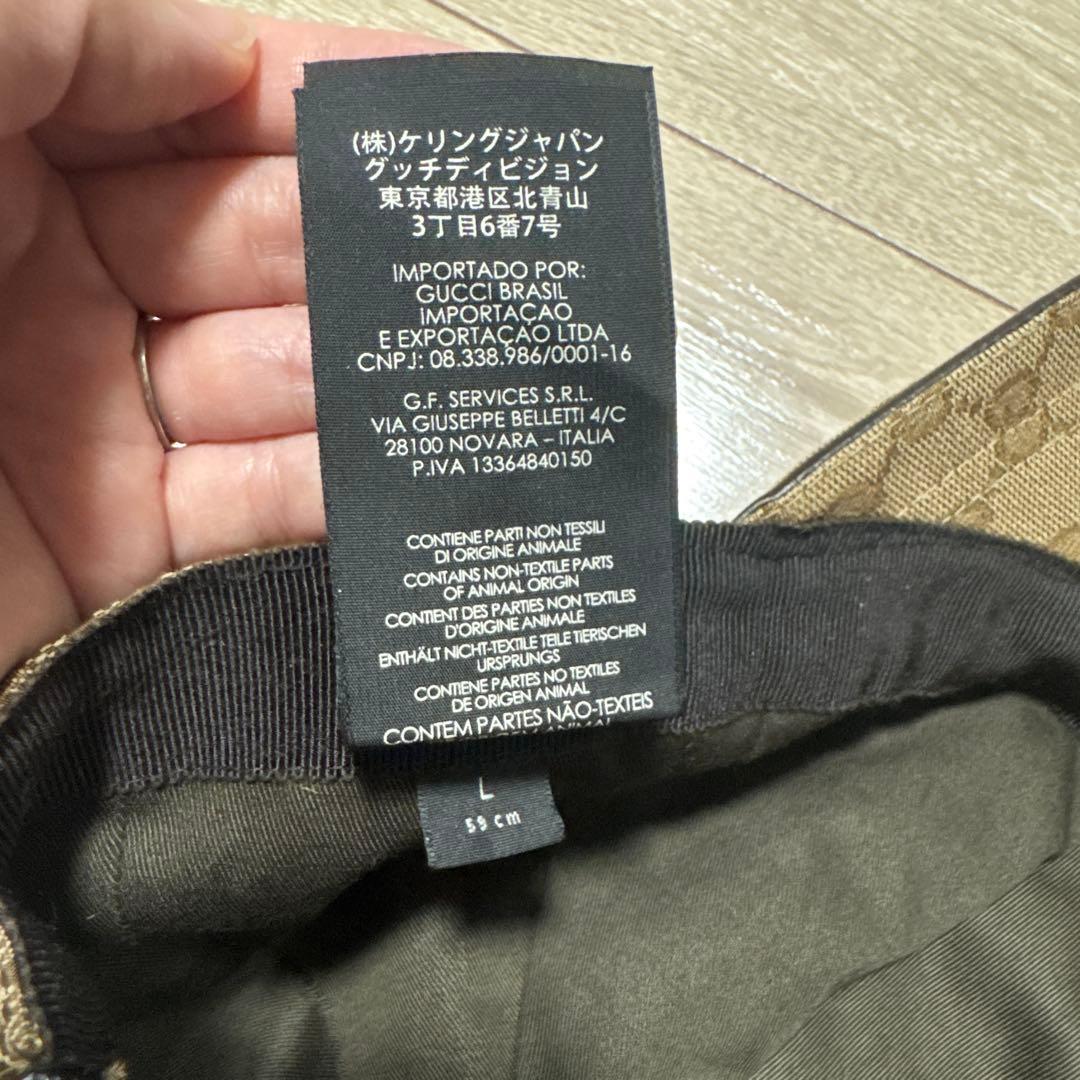 (株)ケリングジャパン
グッチディビジョン
東京都港区北青山
3丁目6番7号
IMPORTADO POR:
GUCCI BRASIL
IMPORTAÇAO
E EXPORTAÇAO LTDA
CNPJ: 08.338.986/0001-16
G.F. SERVICES S.R.L.
VIA GIUSEPPE BELLETTI 4/C
28100 NOVARA – ITALIA
P.IVA 13364840150
CONTIENE PARTI NON TESSILI
DI ORIGINE ANIMALE
CONTAINS NON-TEXTILE PARTS
OF ANIMAL ORIGIN
CONTIENT DES PARTIES NON TEXTILES
D'ORIGINE ANIMALE
ENTHÄLT NICHT-TEXTILE TEILE TIERISCHEN
URSPRUNGS
CONTIENE PARTES NO TEXTILES
DE ORIGEN ANIMAL
CONTEM PARTES NÃO-TEXTEIS
L
59 cm